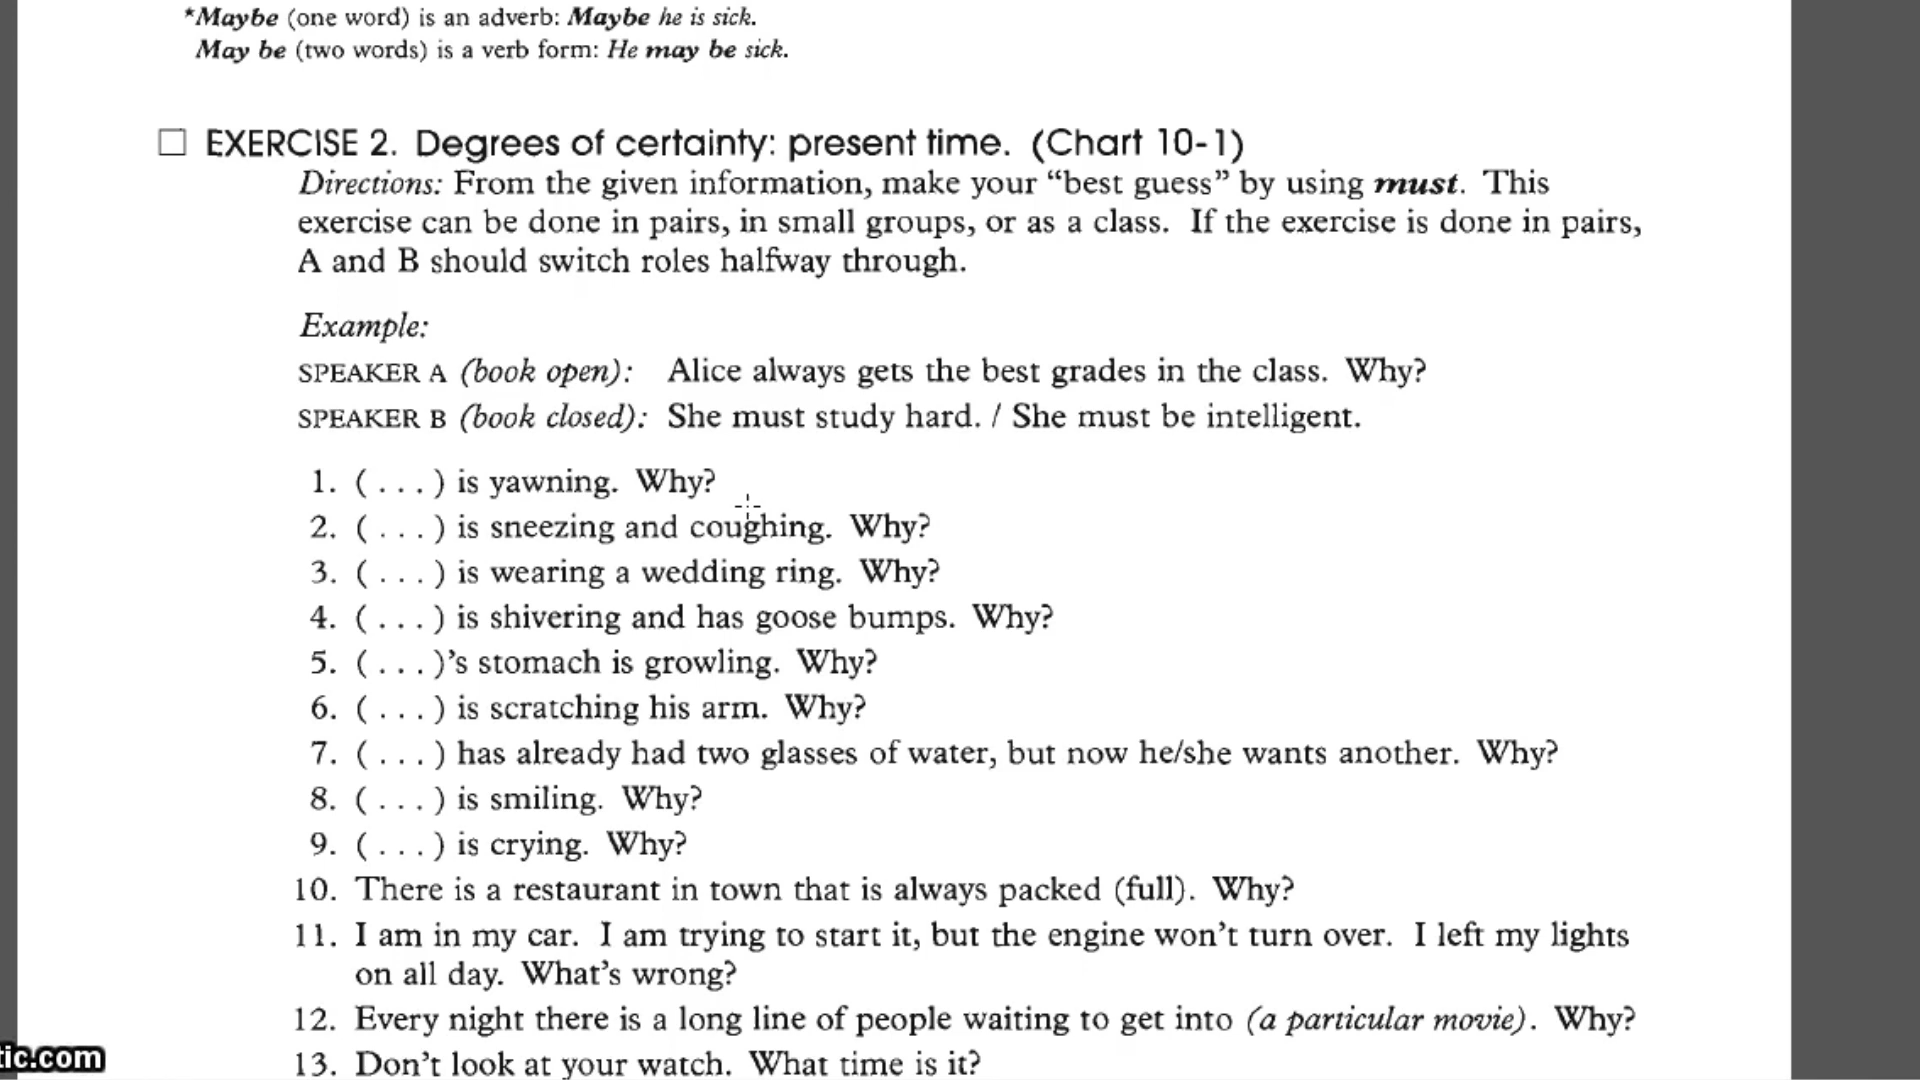 *Maybe (one word) is an adverb: Maybe he is sick.
May be (two words) is a verb form: He may be sick.
EXERCISE 2. Degrees of certainty: present time. (Chart 10-1)
Directions: From the given information, make your “best guess” by using must. This
exercise can be done in pairs, in small groups, or as a class. If the exercise is done in pairs,
A and B should switch roles halfway through.
Example:
SPEAKER A (book open): Alice always gets the best grades in the class. Why?
SPEAKER B (book closed): She must study hard. / She must be intelligent.
1. ( . . . ) is yawning. Why?
2. ( . . . ) is sneezing and coughing. Why?
3. ( . . . ) is wearing a wedding ring. Why?
4. ( . . . ) is shivering and has goose bumps. Why?
5. ( . . . )’s stomach is growling. Why?
6. ( . . . ) is scratching his arm. Why?
7. ( . . . ) has already had two glasses of water, but now he/she wants another. Why?
8. ( . . . ) is smiling. Why?
9. ( . . . ) is crying. Why?
10. There is a restaurant in town that is always packed (full). Why?
11. I am in my car. I am trying to start it, but the engine won’t turn over. I left my lights
on all day. What’s wrong?
12. Every night there is a long line of people waiting to get into (a particular movie). Why?
13. Don’t look at your watch. What time is it?
tic.com